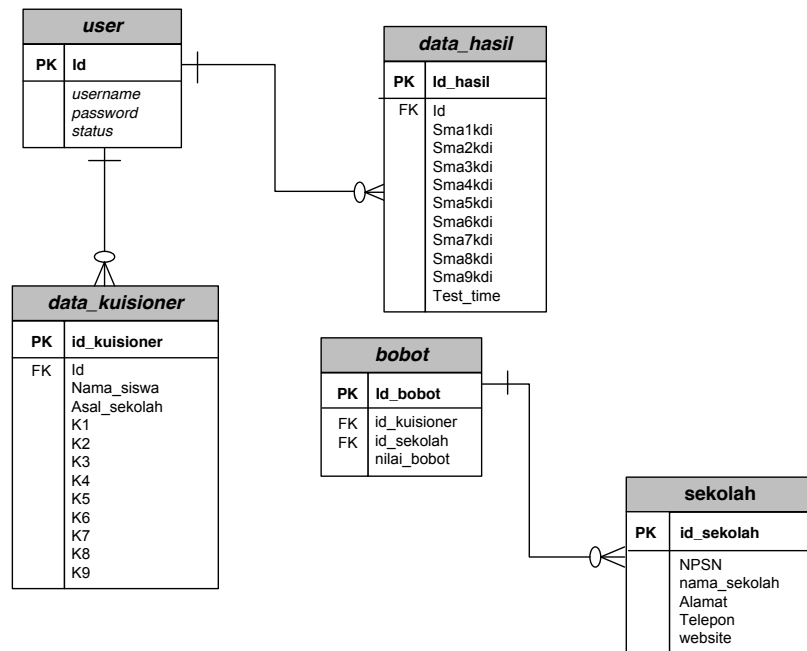 user
PK Id
username
password
status
data_hasil
PK Id_hasil
FK Id
Sma1kdi
Sma2kdi
Sma3kdi
Sma4kdi
Sma5kdi
Sma6kdi
Sma7kdi
Sma8kdi
Sma9kdi
Test_time
data_kuisioner
PK id_kuisioner
FK Id
Nama_siswa
Asal_sekolah
K1
K2
K3
K4
K5
K6
K7
K8
K9
bobot
PK Id_bobot
FK id_kuisioner
FK id_sekolah
nilai_bobot
sekolah
PK id_sekolah
NPSN
nama_sekolah
Alamat
Telepon
website